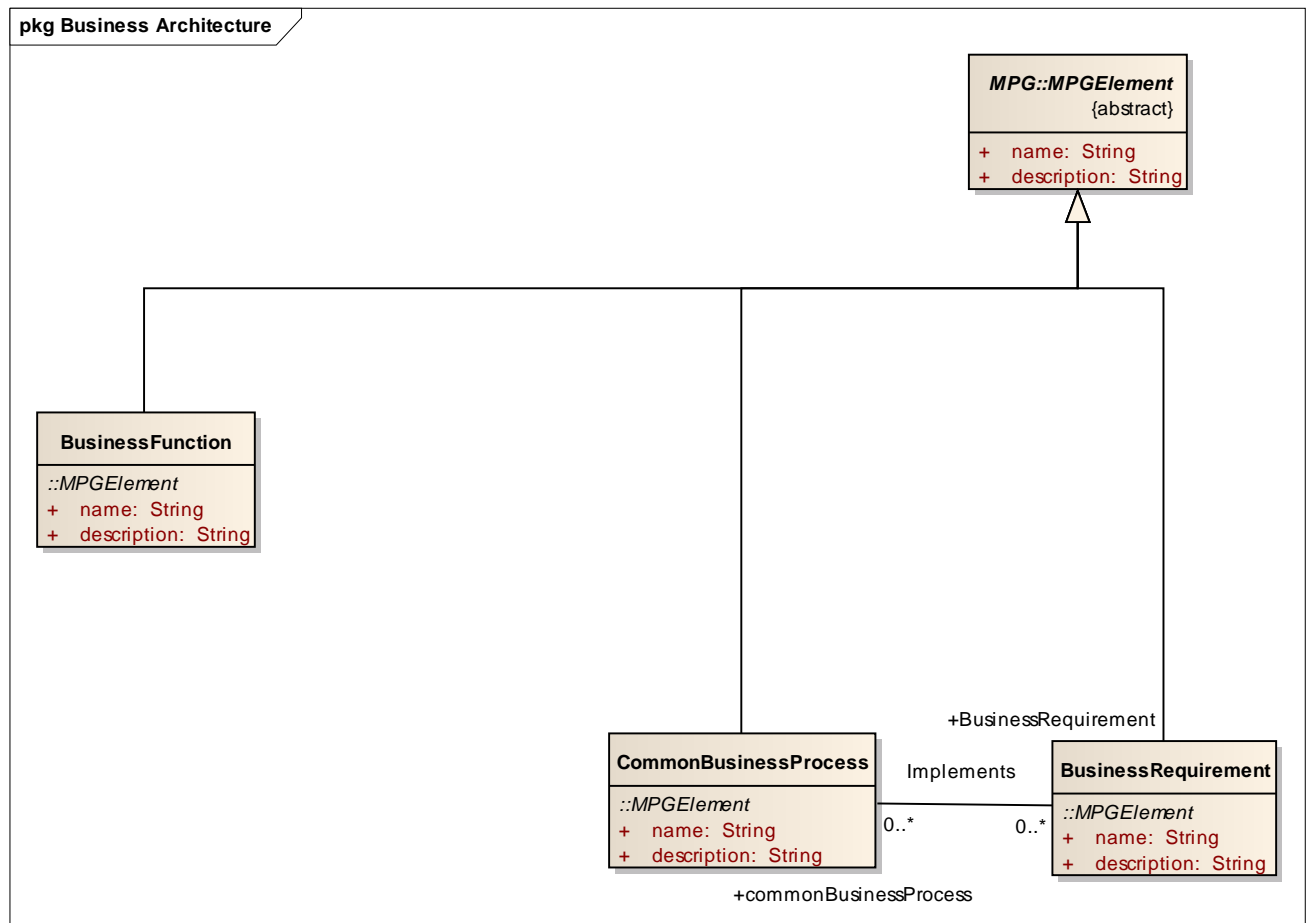 pkg Business Architecture
MPG::MPGElement
{abstract}
+ name: String
+ description: String
BusinessFunction
::MPGElement
+ name: String
+ description: String
+BusinessRequirement
CommonBusinessProcess
::MPGElement
+ name: String
+ description: String
Implements
0..*
0..*
BusinessRequirement
::MPGElement
+ name: String
+ description: String
+commonBusinessProcess